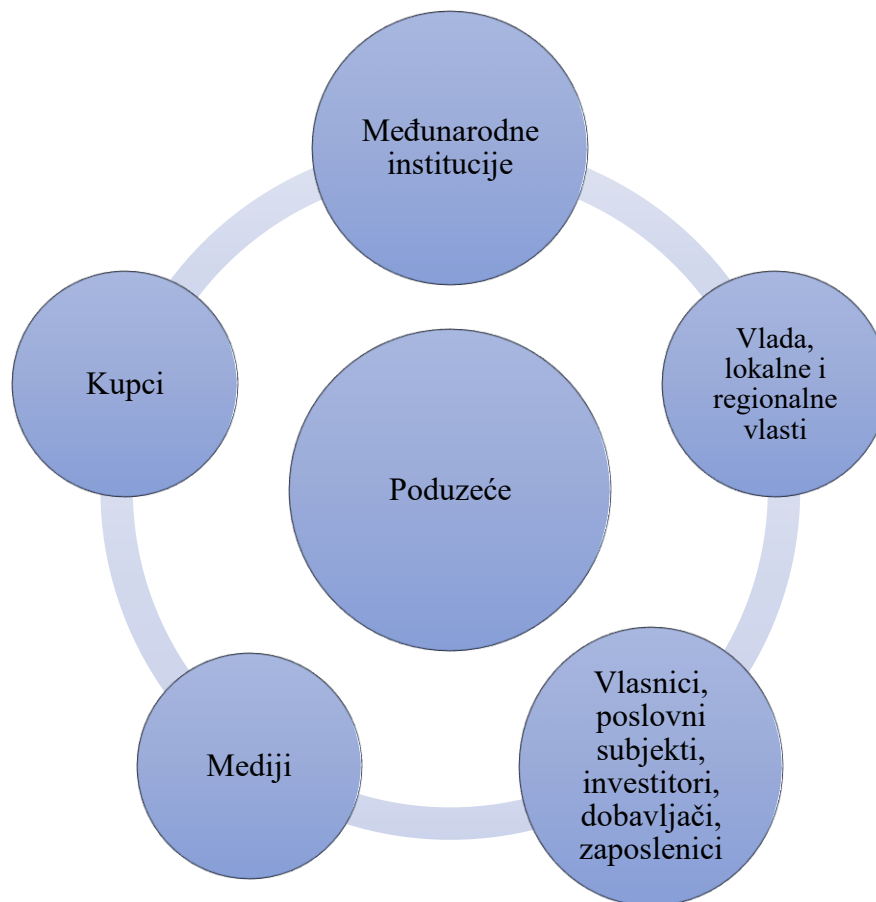 Međunarodne
institucije
Vlada,
lokalne i
regionalne
vlasti
Kupci
Poduzeće
Vlasnici,
poslovni
subjekti,
investitori,
dobavljači,
zaposlenici
Mediji